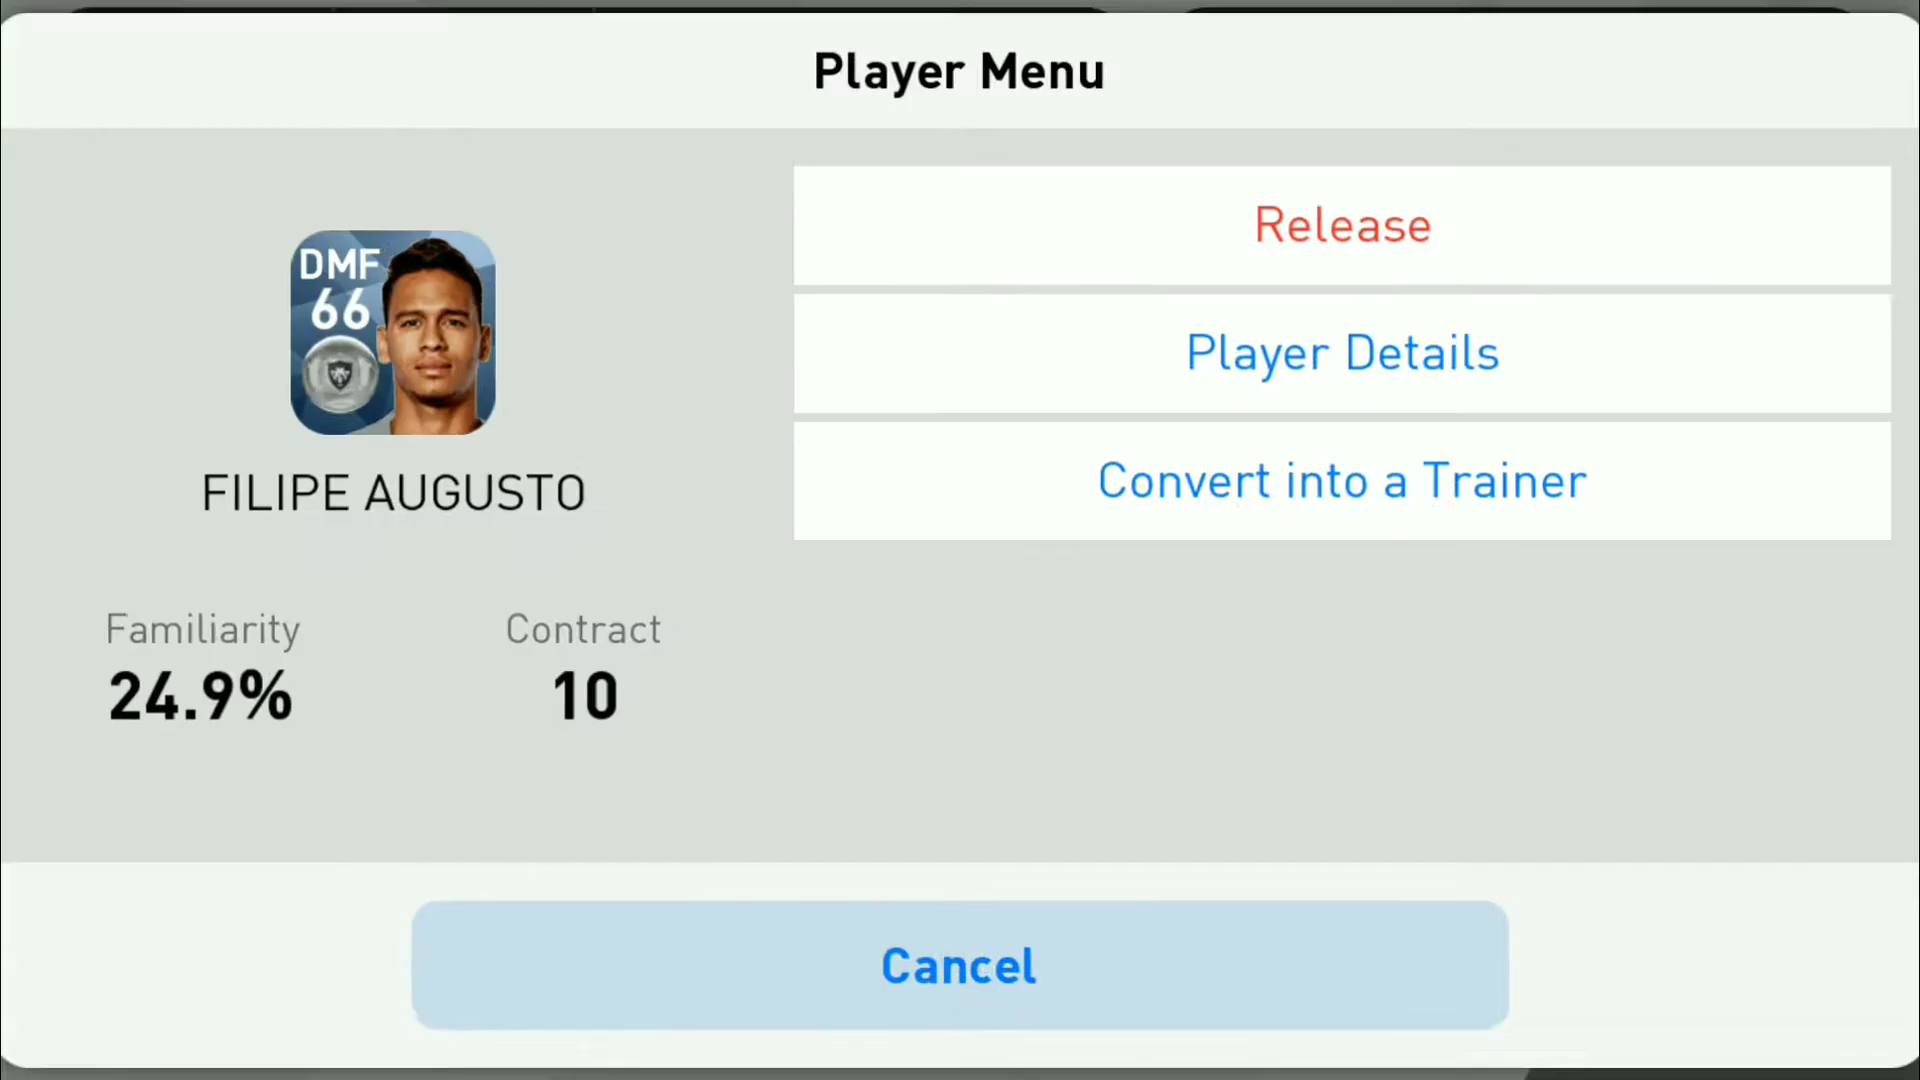 Player Menu
DMF
66
FILIPE AUGUSTO
Familiarity
24.9%
Contract
10
Release
Player Details
Convert into a Trainer
Cancel